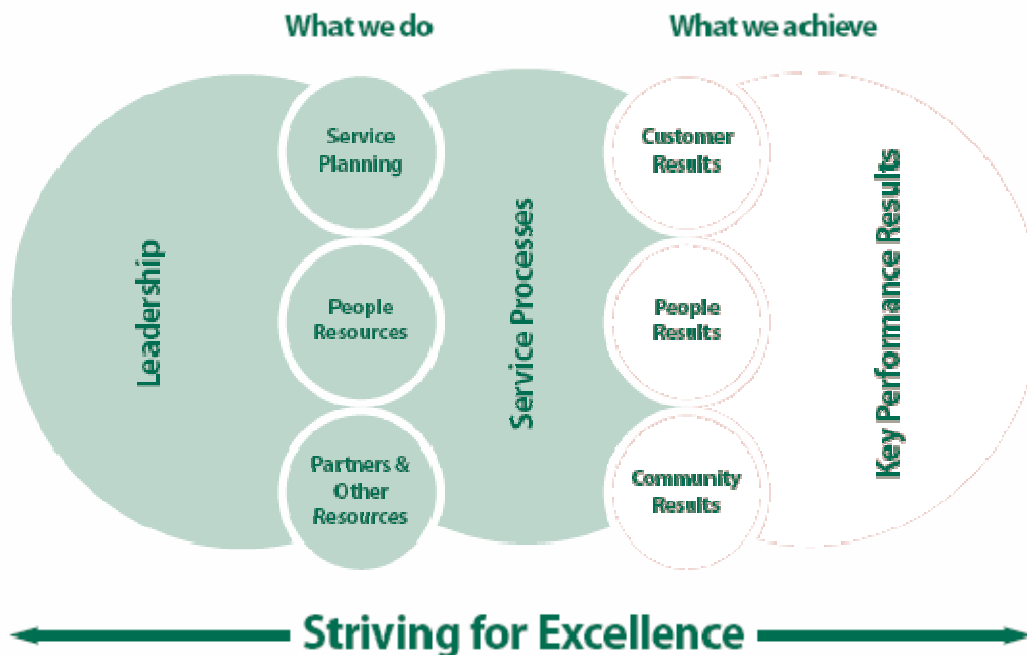 What we do
What we achieve
Leadership
Service
Planning
People
Resources
Partners &
Other
Resources
Service Processes
Customer
Results
People
Results
Community
Results
Key Performance Results
Striving for Excellence